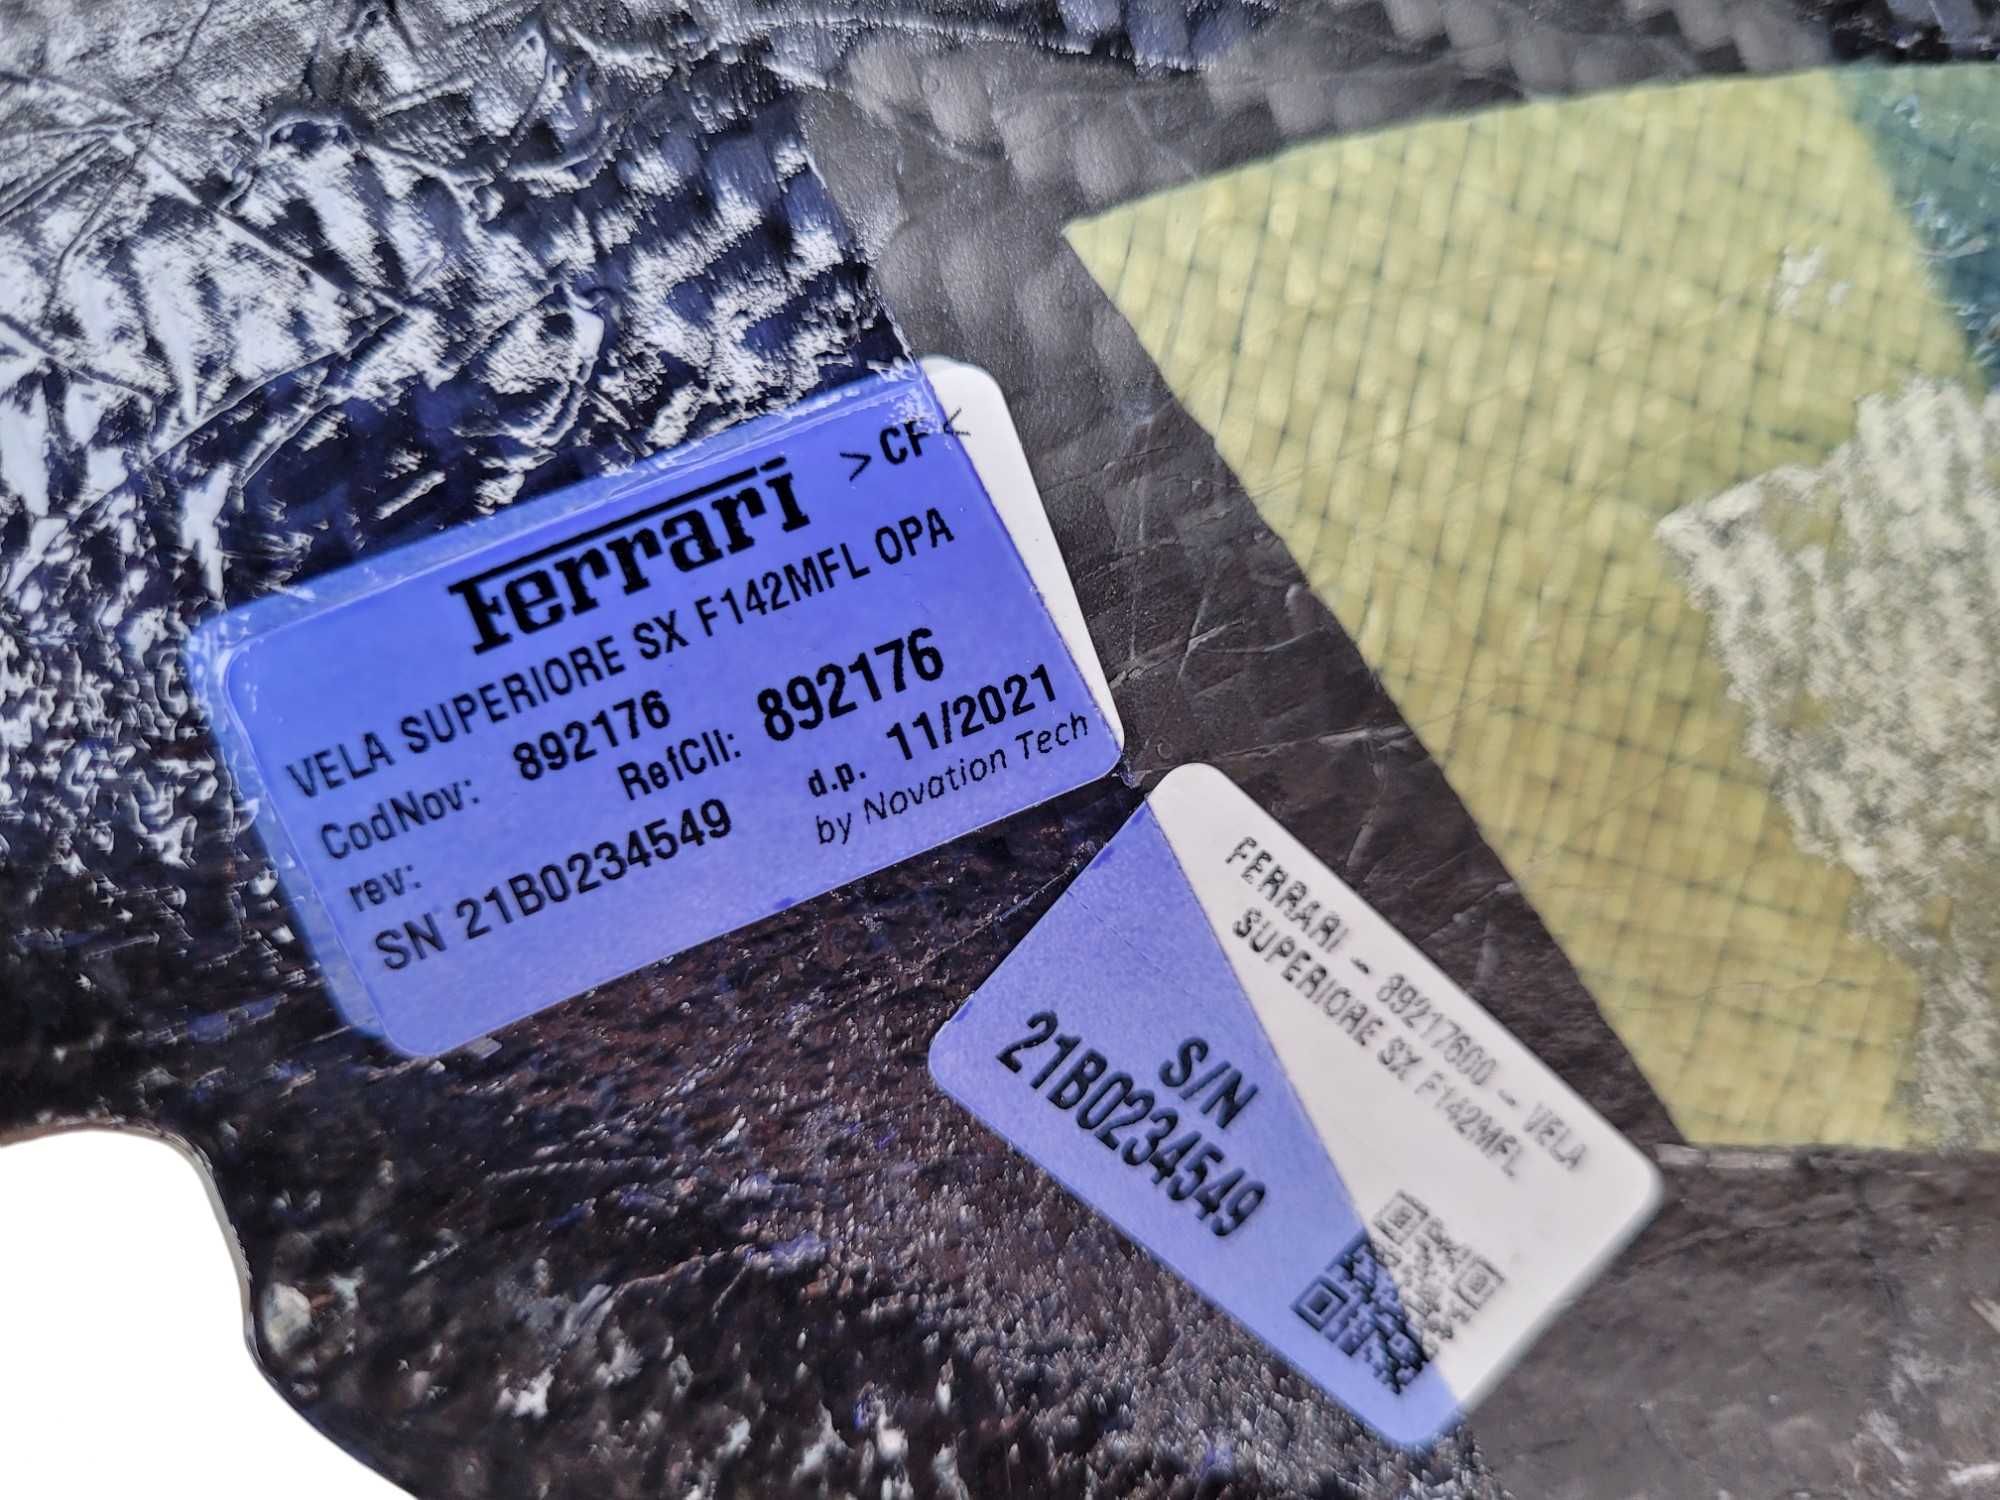 >CF<
Ferrari
VELA SUPERIORE SX F142MFL OPA
CodNov: 892176
RefCll: 892176
rev:
d.p. 11/2021
SN 21B0234549
by Novation Tech
FERRARI - 89217600 - VELA
SUPERIORE SX F142MFL
S/N
21B0234549